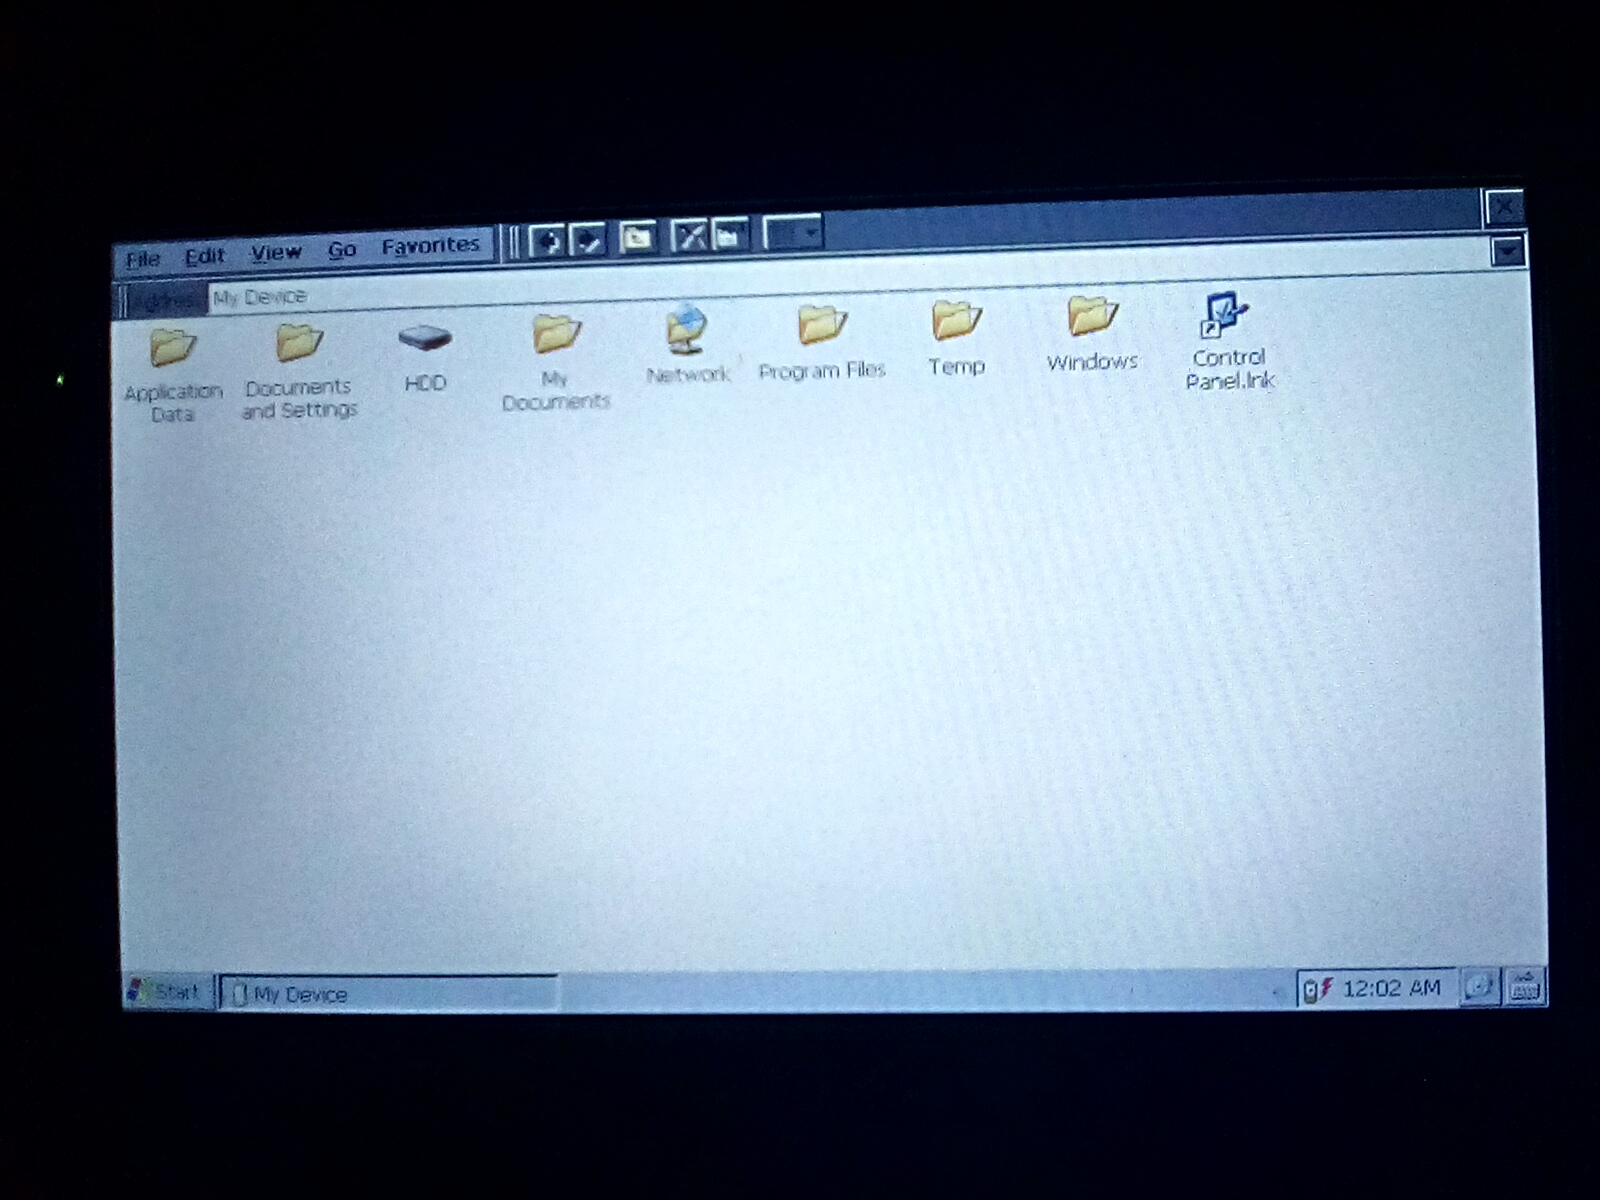 File Edit View Go Favorites
Address My Device
Application Data
Documents and Settings
HDD
My Documents
Network
Program Files
Temp
Windows
Control Panel.lnk
Start My Device 12:02 AM